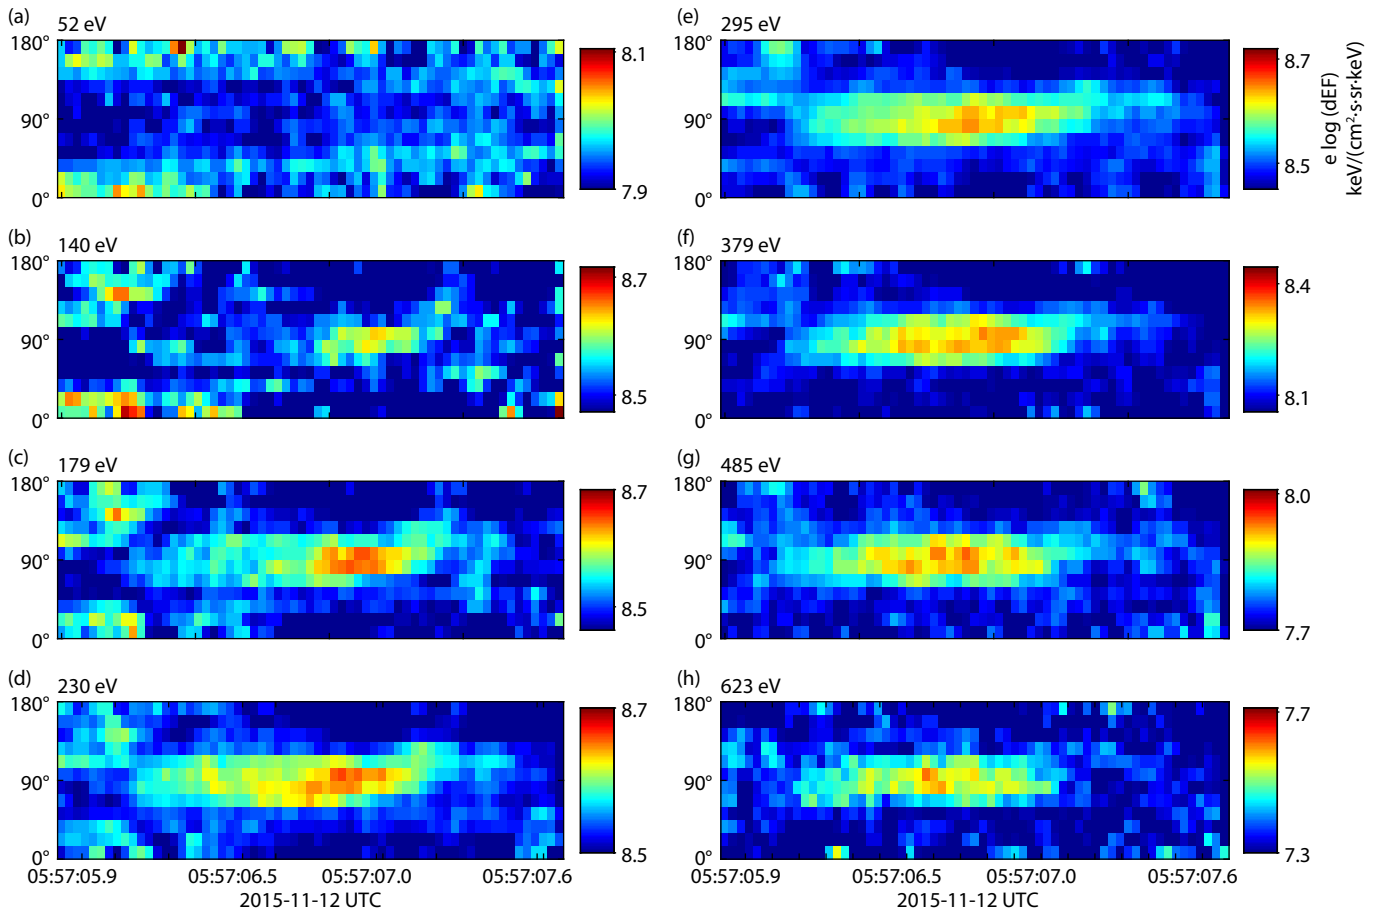 (a) 52 eV
180°
90°
0°
8.1
7.9
(b) 140 eV
180°
90°
0°
8.7
8.5
(c) 179 eV
180°
90°
0°
8.7
8.5
(d) 230 eV
180°
90°
0°
8.7
8.5
05:57:05.9 05:57:06.5 05:57:07.0 05:57:07.6
2015-11-12 UTC
(e) 295 eV
8.7
8.5
e log (dEF)
keV/(cm²·s·sr·keV)
(f) 379 eV
8.4
8.1
(g) 485 eV
180°
90°
0°
8.0
7.7
(h) 623 eV
180°
90°
0°
7.7
7.3
05:57:05.9 05:57:06.5 05:57:07.0 05:57:07.6
2015-11-12 UTC
180°
90°
0°
180°
90°
0°